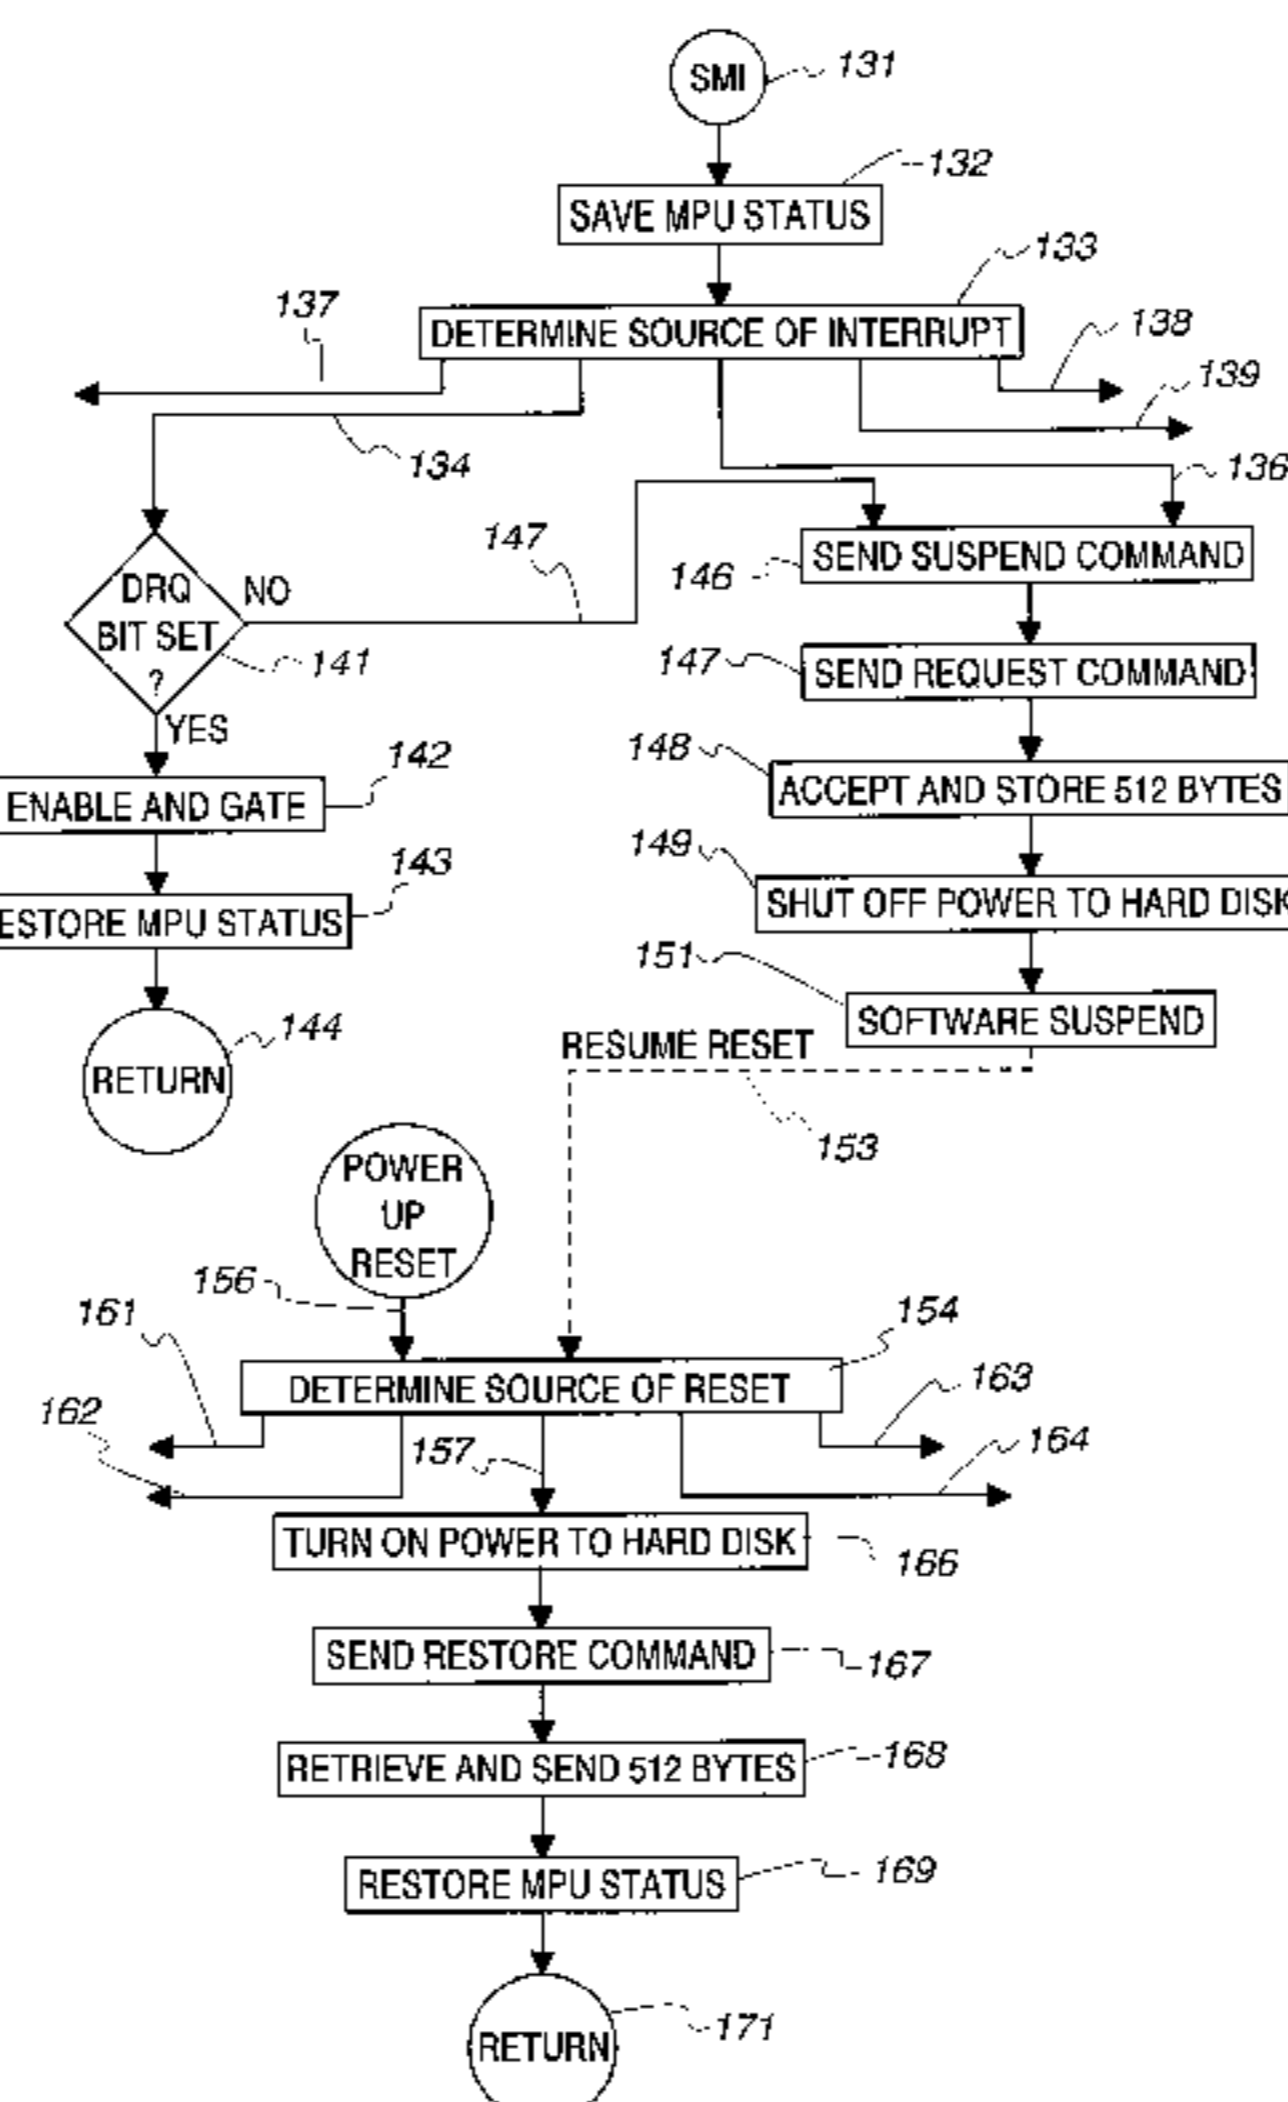 SMI
131
132
SAVE MPU STATUS
133
DETERMINE SOURCE OF INTERRUPT
137
138
139
134
136
147
SEND SUSPEND COMMAND
146
DRQ
BIT SET
?
NO
141
YES
147
SEND REQUEST COMMAND
142
ENABLE AND GATE
148
ACCEPT AND STORE 512 BYTES
143
ESTORE MPU STATUS
149
SHUT OFF POWER TO HARD DISK
151
SOFTWARE SUSPEND
144
RETURN
RESUME RESET
153
POWER
UP
RESET
156
161
154
DETERMINE SOURCE OF RESET
162
157
163
164
TURN ON POWER TO HARD DISK
166
SEND RESTORE COMMAND
167
RETRIEVE AND SEND 512 BYTES
168
RESTORE MPU STATUS
169
RETURN
171